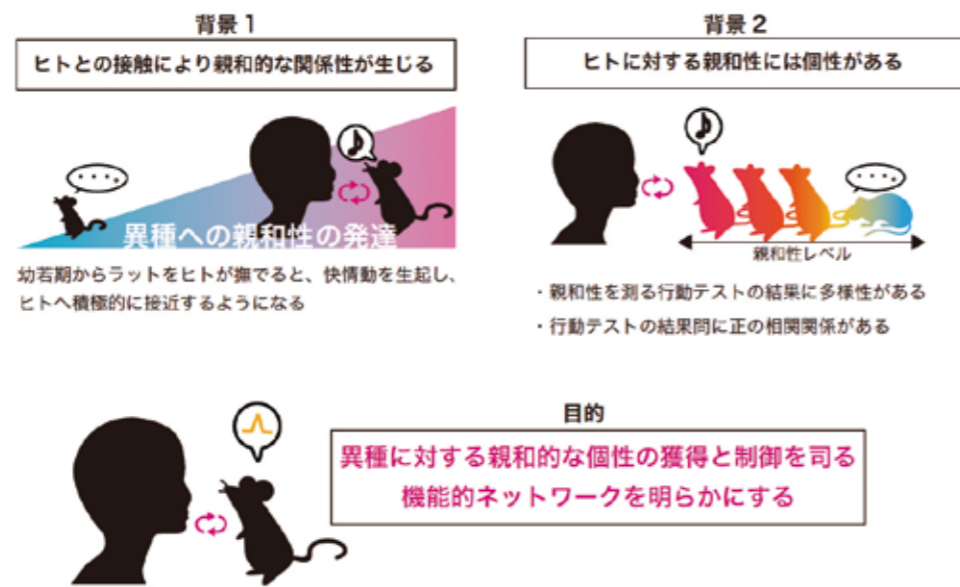 背景 1
ヒトとの接触により親和的な関係性が生じる
異種への親和性の発達
幼若期からラットをヒトが撫でると、快情動を生起し、
ヒトへ積極的に接近するようになる
背景 2
ヒトに対する親和性には個性がある
親和性レベル
・親和性を測る行動テストの結果に多様性がある
・行動テストの結果間に正の相関関係がある
目的
異種に対する親和的な個性の獲得と制御を司る
機能的ネットワークを明らかにする